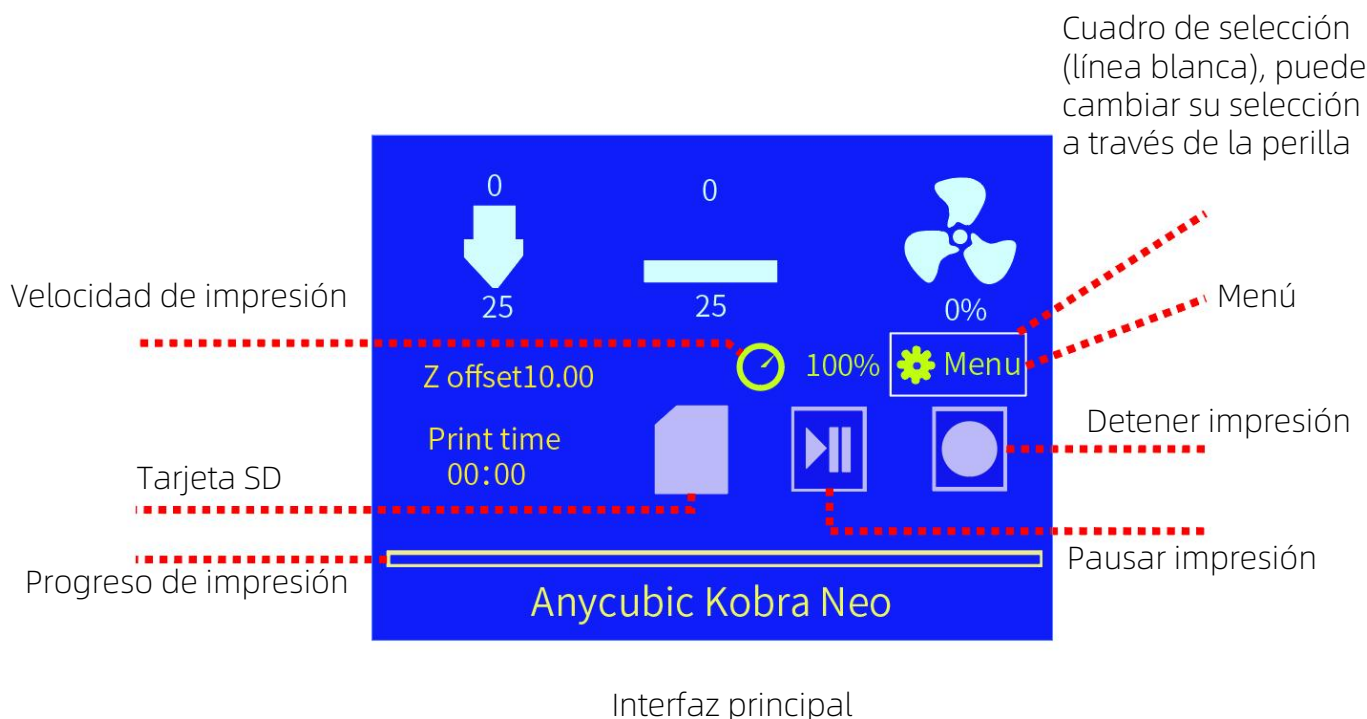 Cuadro de selección
(línea blanca), puede
cambiar su selección
a través de la perilla
0
0
25
25
0%
Velocidad de impresión
Menú
Z offset10.00
100%
Menu
Print time
00:00
Detener impresión
Tarjeta SD
Progreso de impresión
Pausar impresión
Anycubic Kobra Neo
Interfaz principal